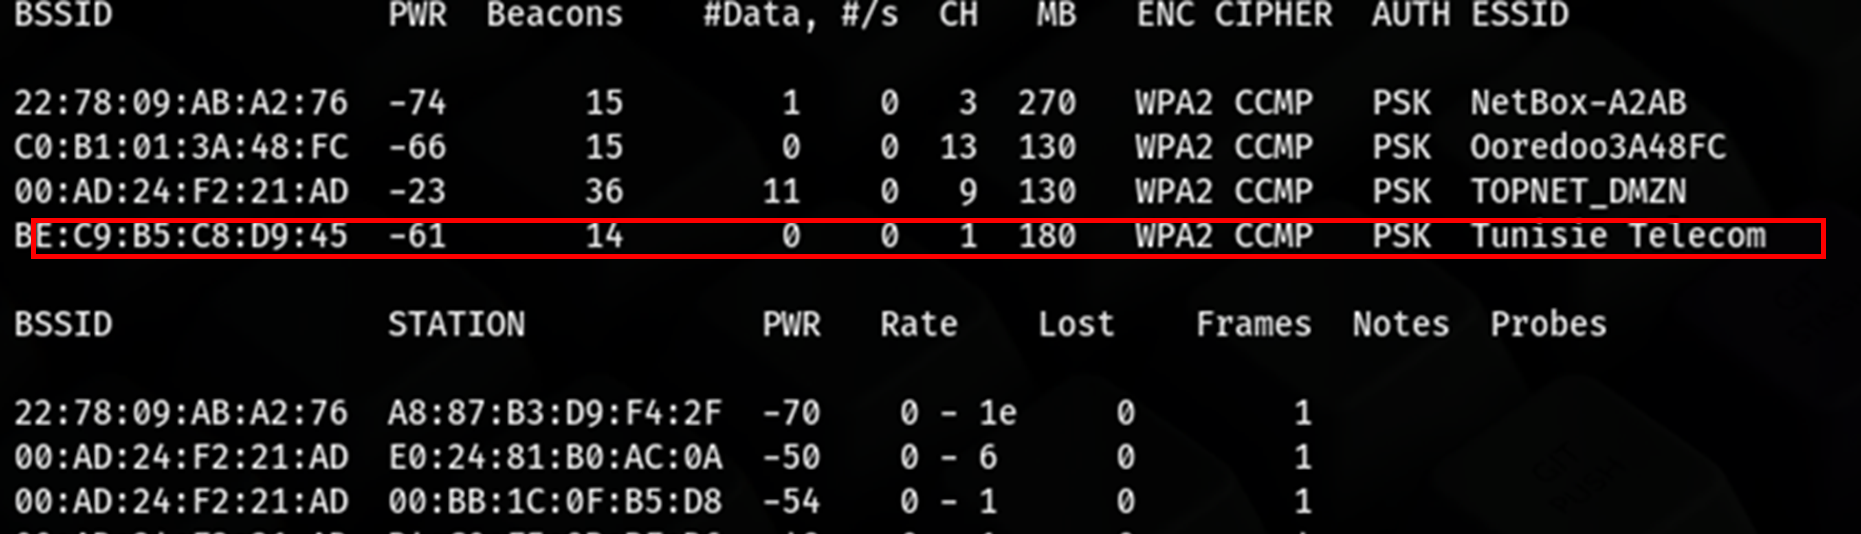 BSSID PWR Beacons #Data, #/s CH MB ENC CIPHER AUTH ESSID
22:78:09:AB:A2:76 -74 15 1 0 3 270 WPA2 CCMP PSK NetBox-A2AB
C0:B1:01:3A:48:FC -66 15 0 0 13 130 WPA2 CCMP PSK Ooredoo3A48FC
00:AD:24:F2:21:AD -23 36 11 0 9 130 WPA2 CCMP PSK TOPNET_DMZN
BE:C9:B5:C8:D9:45 -61 14 0 0 1 180 WPA2 CCMP PSK Tunisie Telecom
BSSID STATION PWR Rate Lost Frames Notes Probes
22:78:09:AB:A2:76 A8:87:B3:D9:F4:2F -70 0 - 1e 0 1
00:AD:24:F2:21:AD E0:24:81:B0:AC:0A -50 0 - 6 0 1
00:AD:24:F2:21:AD 00:BB:1C:0F:B5:D8 -54 0 - 1 0 1